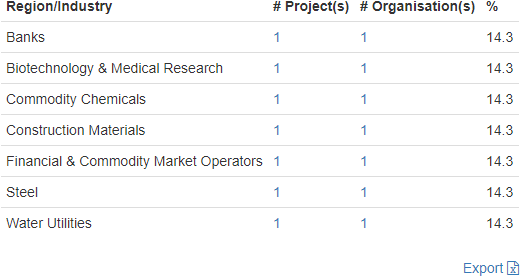 Region/Industry # Project(s) # Organisation(s) %
Banks 1 1 14.3
Biotechnology & Medical Research 1 1 14.3
Commodity Chemicals 1 1 14.3
Construction Materials 1 1 14.3
Financial & Commodity Market Operators 1 1 14.3
Steel 1 1 14.3
Water Utilities 1 1 14.3
Export